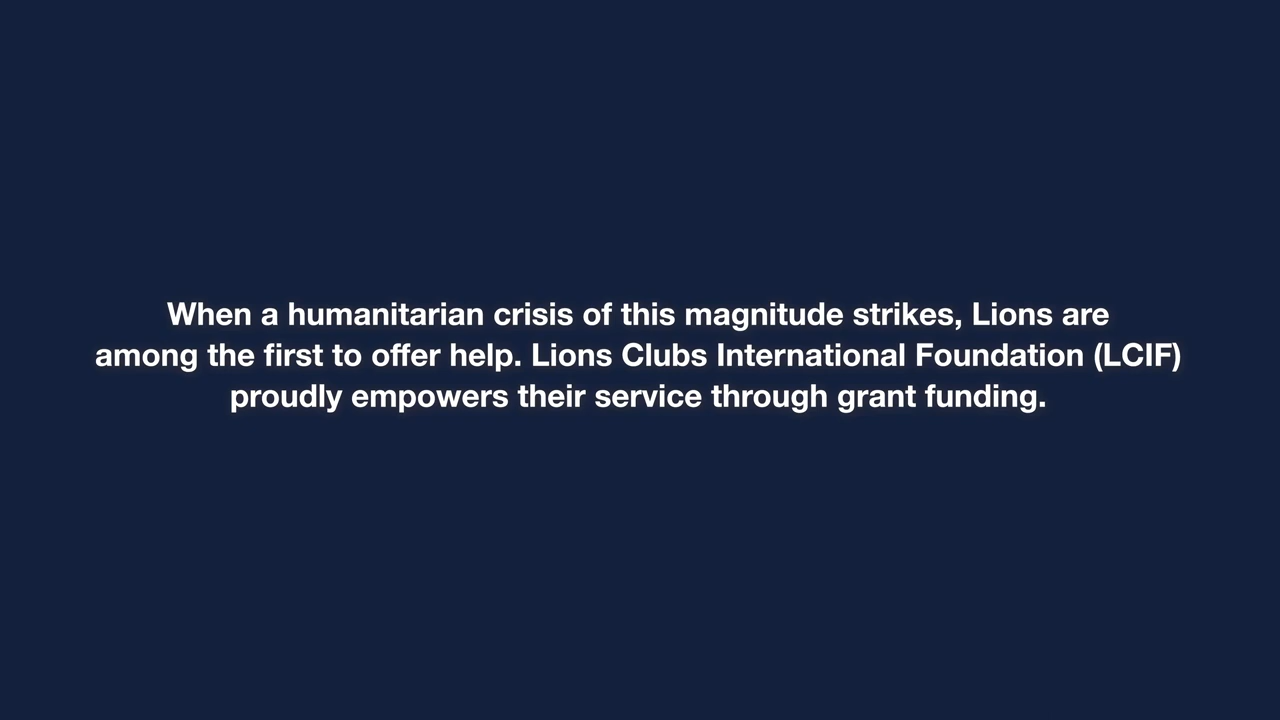 When a humanitarian crisis of this magnitude strikes, Lions are
among the first to offer help. Lions Clubs International Foundation (LCIF)
proudly empowers their service through grant funding.